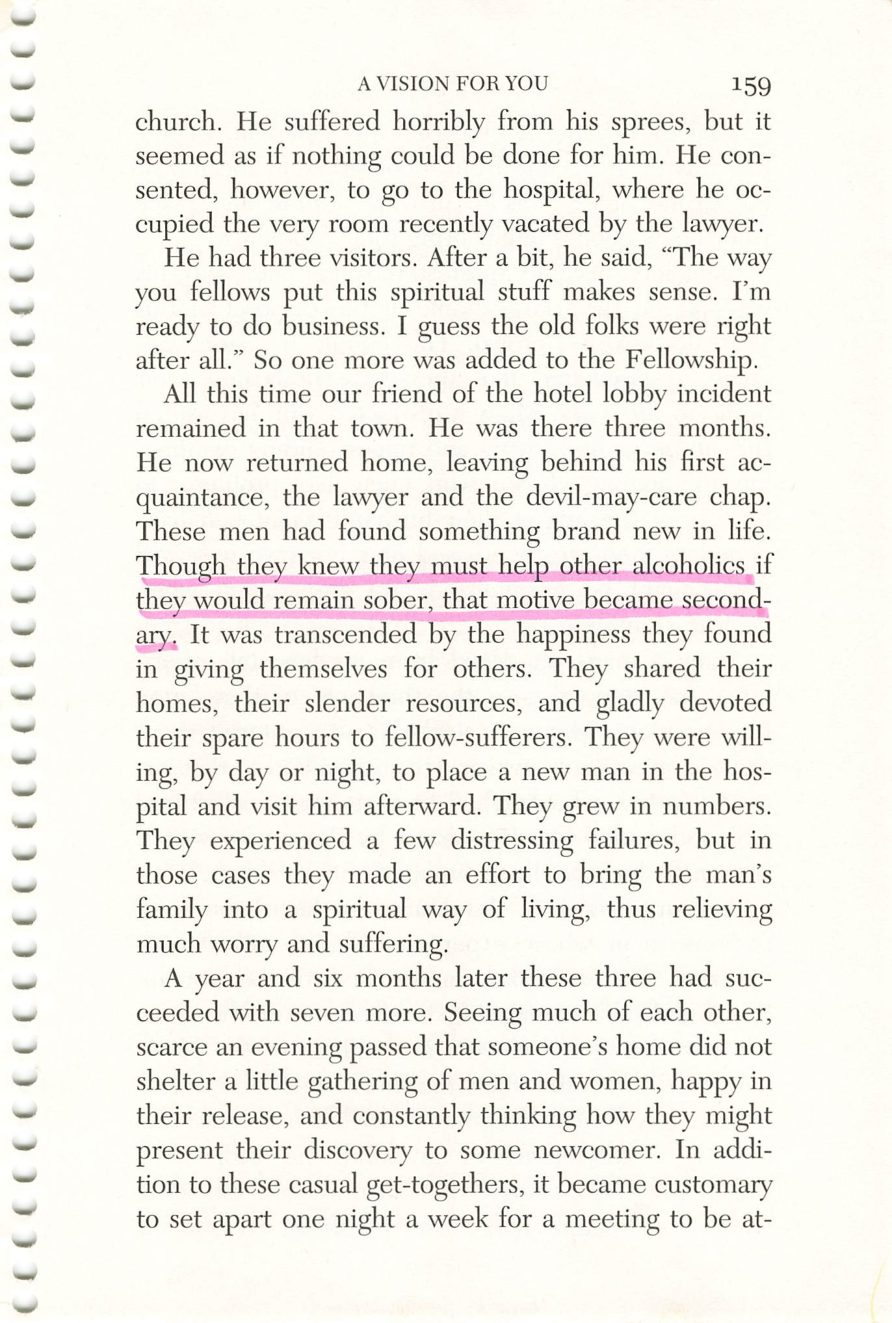 A VISION FOR YOU 159
church. He suffered horribly from his sprees, but it
seemed as if nothing could be done for him. He con-
sented, however, to go to the hospital, where he oc-
cupied the very room recently vacated by the lawyer.
He had three visitors. After a bit, he said, “The way
you fellows put this spiritual stuff makes sense. I’m
ready to do business. I guess the old folks were right
after all.” So one more was added to the Fellowship.
All this time our friend of the hotel lobby incident
remained in that town. He was there three months.
He now returned home, leaving behind his first ac-
quaintance, the lawyer and the devil-may-care chap.
These men had found something brand new in life.
Though they knew they must help other alcoholics if
they would remain sober, that motive became second-
ary. It was transcended by the happiness they found
in giving themselves for others. They shared their
homes, their slender resources, and gladly devoted
their spare hours to fellow-sufferers. They were will-
ing, by day or night, to place a new man in the hos-
pital and visit him afterward. They grew in numbers.
They experienced a few distressing failures, but in
those cases they made an effort to bring the man’s
family into a spiritual way of living, thus relieving
much worry and suffering.
A year and six months later these three had suc-
ceeded with seven more. Seeing much of each other,
scarce an evening passed that someone’s home did not
shelter a little gathering of men and women, happy in
their release, and constantly thinking how they might
present their discovery to some newcomer. In addi-
tion to these casual get-togethers, it became customary
to set apart one night a week for a meeting to be at-